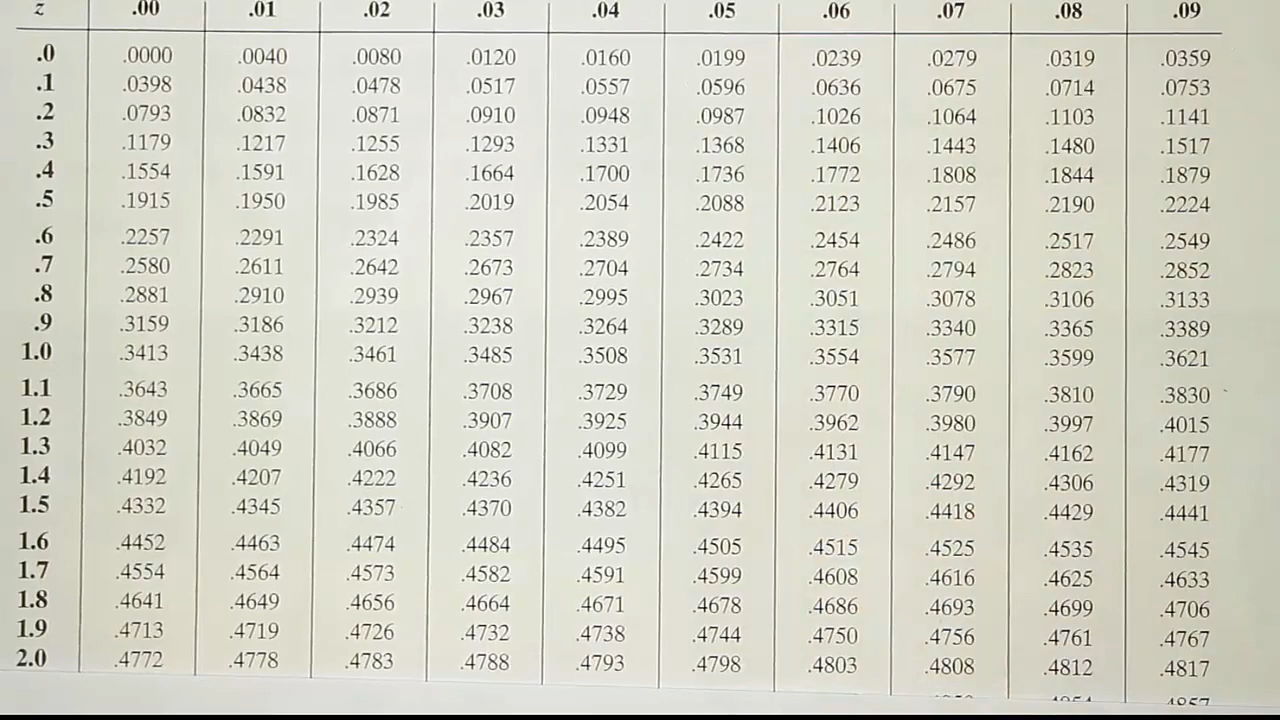 z .00 .01 .02 .03 .04 .05 .06 .07 .08 .09
.0 .0000 .0040 .0080 .0120 .0160 .0199 .0239 .0279 .0319 .0359
.1 .0398 .0438 .0478 .0517 .0557 .0596 .0636 .0675 .0714 .0753
.2 .0793 .0832 .0871 .0910 .0948 .0987 .1026 .1064 .1103 .1141
.3 .1179 .1217 .1255 .1293 .1331 .1368 .1406 .1443 .1480 .1517
.4 .1554 .1591 .1628 .1664 .1700 .1736 .1772 .1808 .1844 .1879
.5 .1915 .1950 .1985 .2019 .2054 .2088 .2123 .2157 .2190 .2224
.6 .2257 .2291 .2324 .2357 .2389 .2422 .2454 .2486 .2517 .2549
.7 .2580 .2611 .2642 .2673 .2704 .2734 .2764 .2794 .2823 .2852
.8 .2881 .2910 .2939 .2967 .2995 .3023 .3051 .3078 .3106 .3133
.9 .3159 .3186 .3212 .3238 .3264 .3289 .3315 .3340 .3365 .3389
1.0 .3413 .3438 .3461 .3485 .3508 .3531 .3554 .3577 .3599 .3621
1.1 .3643 .3665 .3686 .3708 .3729 .3749 .3770 .3790 .3810 .3830
1.2 .3849 .3869 .3888 .3907 .3925 .3944 .3962 .3980 .3997 .4015
1.3 .4032 .4049 .4066 .4082 .4099 .4115 .4131 .4147 .4162 .4177
1.4 .4192 .4207 .4222 .4236 .4251 .4265 .4279 .4292 .4306 .4319
1.5 .4332 .4345 .4357 .4370 .4382 .4394 .4406 .4418 .4429 .4441
1.6 .4452 .4463 .4474 .4484 .4495 .4505 .4515 .4525 .4535 .4545
1.7 .4554 .4564 .4573 .4582 .4591 .4599 .4608 .4616 .4625 .4633
1.8 .4641 .4649 .4656 .4664 .4671 .4678 .4686 .4693 .4699 .4706
1.9 .4713 .4719 .4726 .4732 .4738 .4744 .4750 .4756 .4761 .4767
2.0 .4772 .4778 .4783 .4788 .4793 .4798 .4803 .4808 .4812 .4817